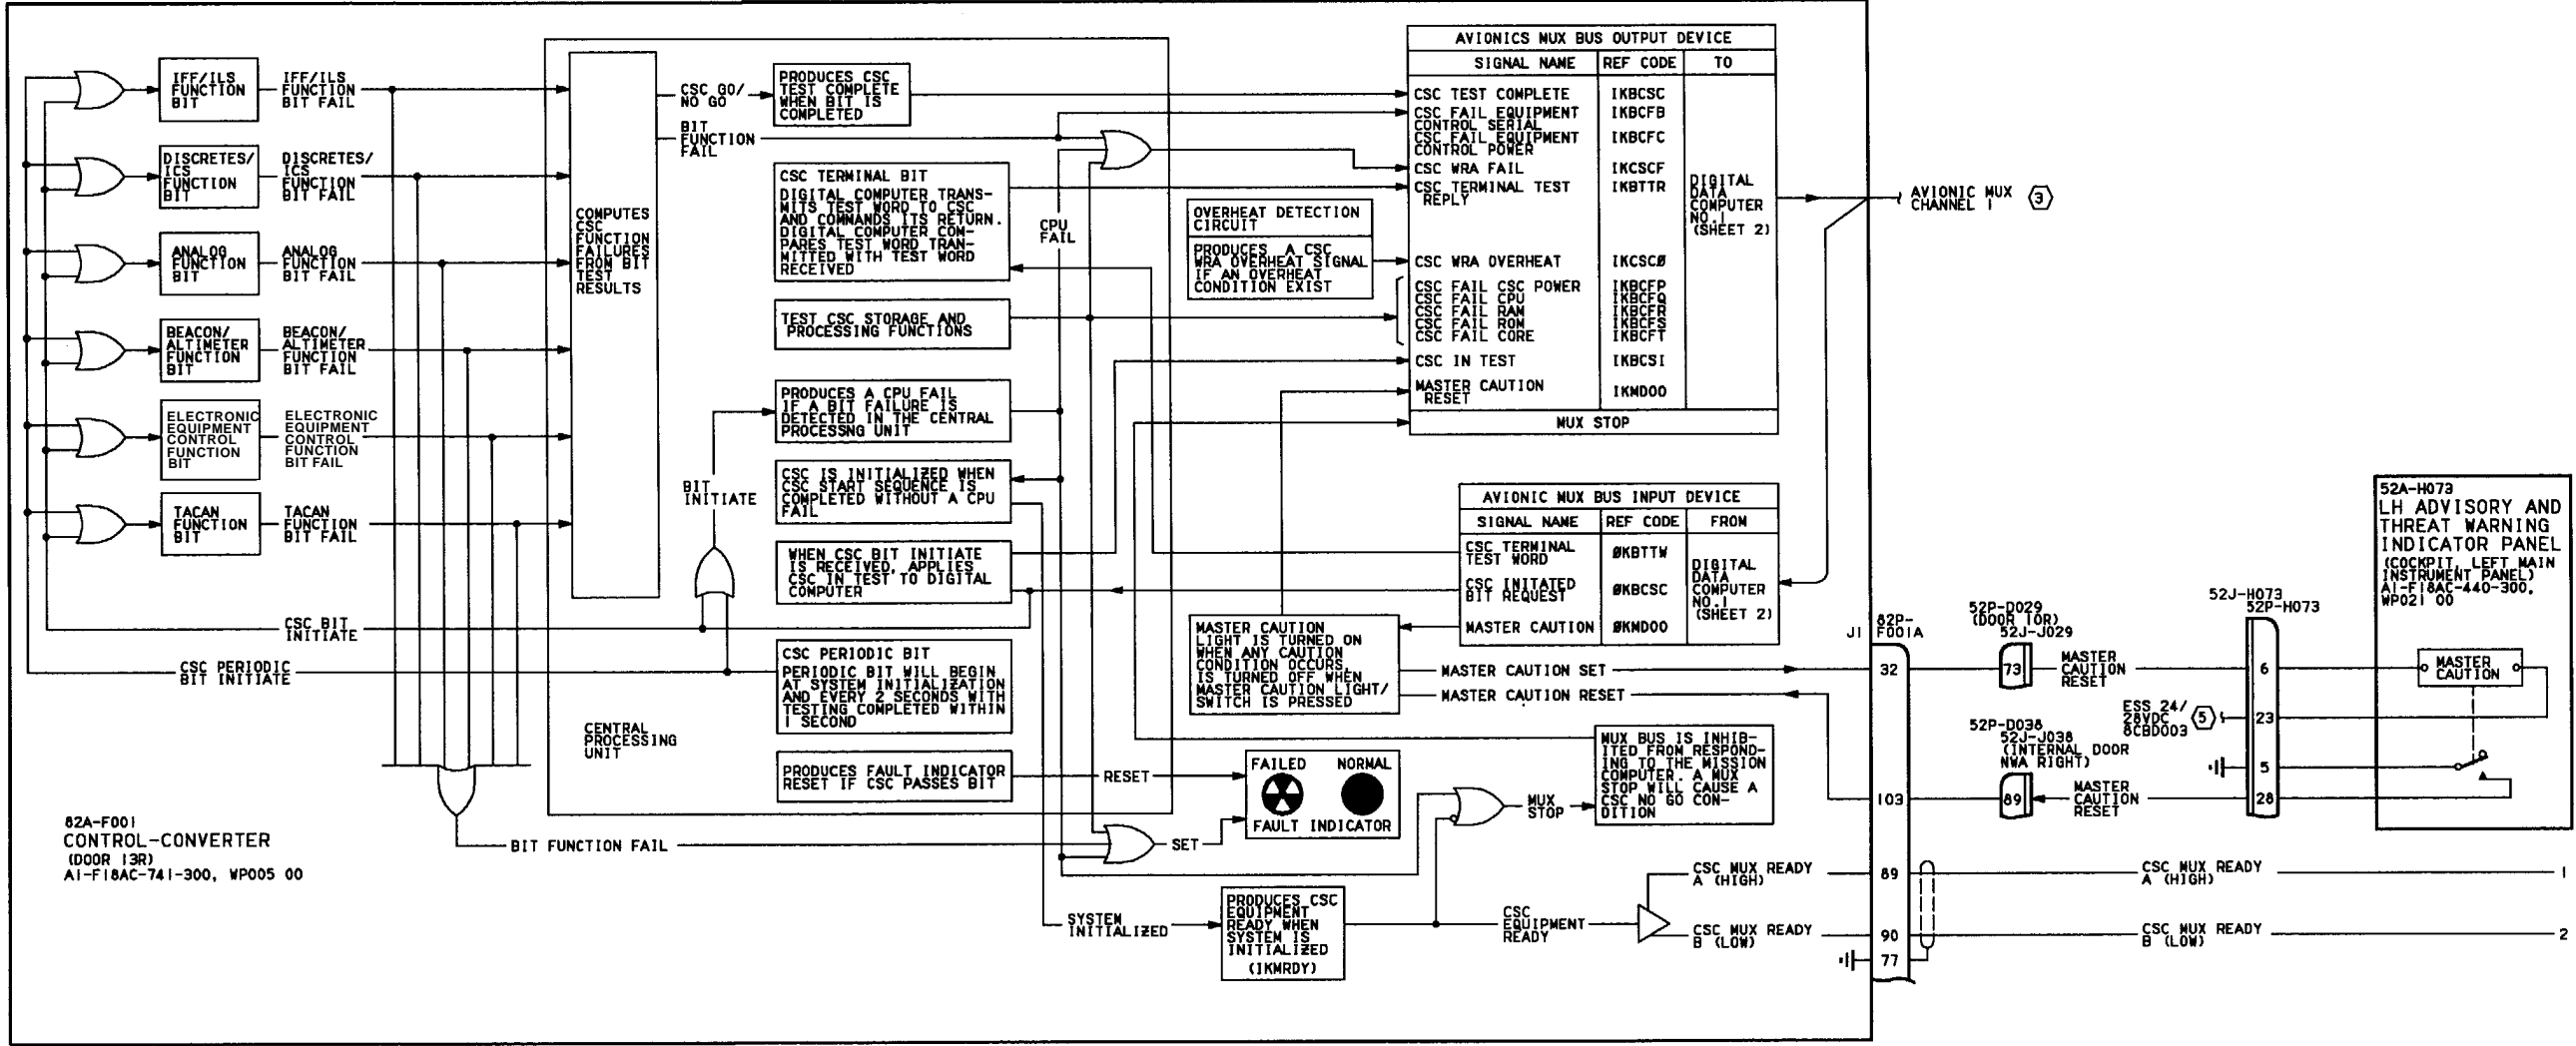 IFF/ILS
FUNCTION
BIT
IFF/ILS
FUNCTION
BIT FAIL
DISCRETES/
ICS
FUNCTION
BIT
DISCRETES/
ICS
FUNCTION
BIT FAIL
ANALOG
FUNCTION
BIT
ANALOG
FUNCTION
BIT FAIL
BEACON/
ALTIMETER
FUNCTION
BIT
BEACON/
ALTIMETER
FUNCTION
BIT FAIL
ELECTRONIC
EQUIPMENT
CONTROL
FUNCTION
BIT
ELECTRONIC
EQUIPMENT
CONTROL
FUNCTION
BIT FAIL
TACAN
FUNCTION
BIT
TACAN
FUNCTION
BIT FAIL
CSC BIT
INITIATE
CSC PERIODIC
BIT INITIATE
82A-F001
CONTROL-CONVERTER
(DOOR 13R)
A1-F18AC-741-300, WP005 00
BIT FUNCTION FAIL
COMPUTES
CSC
FUNCTION
FAILURES
FROM BIT
TEST
RESULTS
CENTRAL
PROCESSING
UNIT
CSC GO/
NO GO
BIT
FUNCTION
FAIL
PRODUCES CSC
TEST COMPLETE
WHEN BIT IS
COMPLETED
CSC TERMINAL BIT
DIGITAL COMPUTER TRANS-
MITS TEST WORD TO CSC
AND COMMANDS ITS RETURN.
DIGITAL COMPUTER COM-
PARES TEST WORD TRAN-
MITTED WITH TEST WORD
RECEIVED
TEST CSC STORAGE AND
PROCESSING FUNCTIONS
PRODUCES A CPU FAIL
IF A BIT FAILURE IS
DETECTED IN THE CENTRAL
PROCESSNG UNIT
BIT
INITIATE
CSC IS INITIALIZED WHEN
CSC START SEQUENCE IS
COMPLETED WITHOUT A CPU
FAIL
WHEN CSC BIT INITIATE
IS RECEIVED, APPLIES
CSC IN TEST TO DIGITAL
COMPUTER
CSC PERIODIC BIT
PERIODIC BIT WILL BEGIN
AT SYSTEM INITIALIZATION
AND EVERY 2 SECONDS WITH
TESTING COMPLETED WITHIN
1 SECOND
PRODUCES FAULT INDICATOR
RESET IF CSC PASSES BIT
CPU
FAIL
RESET
SET
FAILED
NORMAL
FAULT INDICATOR
OVERHEAT DETECTION
CIRCUIT
PRODUCES A CSC
WRA OVERHEAT SIGNAL
IF AN OVERHEAT
CONDITION EXIST
AVIONICS MUX BUS OUTPUT DEVICE
SIGNAL NAME REF CODE TO
CSC TEST COMPLETE IKBCSC
CSC FAIL EQUIPMENT IKBCFB
CONTROL SERIAL
CSC FAIL EQUIPMENT IKBCFC
CONTROL POWER
CSC WRA FAIL IKCSCF
CSC TERMINAL TEST IKBTTR
REPLY
CSC WRA OVERHEAT IKCSCØ
CSC FAIL CSC POWER IKBCFP
CSC FAIL CPU IKBCFQ
CSC FAIL RAM IKBCFR
CSC FAIL ROM IKBCFS
CSC FAIL CORE IKBCFT
CSC IN TEST IKBCSI
MASTER CAUTION IKMD00
RESET
DIGITAL
DATA
COMPUTER
NO.1
(SHEET 2)
MUX STOP
AVIONIC MUX
CHANNEL 1
3
AVIONIC MUX BUS INPUT DEVICE
SIGNAL NAME REF CODE FROM
CSC TERMINAL ØKBTTW
TEST WORD
CSC INITATED ØKBCSC
BIT REQUEST
MASTER CAUTION ØKMD00
DIGITAL
DATA
COMPUTER
NO.1
(SHEET 2)
MASTER CAUTION
LIGHT IS TURNED ON
WHEN ANY CAUTION
CONDITION OCCURS,
IS TURNED OFF WHEN
MASTER CAUTION LIGHT/
SWITCH IS PRESSED
MASTER CAUTION SET
MASTER CAUTION RESET
MUX BUS IS INHIB-
ITED FROM RESPOND-
ING TO THE MISSION
COMPUTER. A MUX
STOP WILL CAUSE A
CSC NO GO CON-
DITION
MUX
STOP
SYSTEM
INITIALIZED
PRODUCES CSC
EQUIPMENT
READY WHEN
SYSTEM IS
INITIALIZED
(IKMRDY)
CSC
EQUIPMENT
READY
CSC MUX READY
A (HIGH)
CSC MUX READY
B (LOW)
J1
82P-
F001A
32
103
89
90
77
52P-D029
(DOOR 10R)
52J-J029
73
MASTER
CAUTION
RESET
52P-D038
52J-J038
(INTERNAL DOOR
NWA RIGHT)
89
MASTER
CAUTION
RESET
ESS 24/
28VDC
8CBD003
5
52J-H073
52P-H073
6
23
5
28
52A-H073
LH ADVISORY AND
THREAT WARNING
INDICATOR PANEL
(COCKPIT, LEFT MAIN
INSTRUMENT PANEL)
A1-F18AC-440-300,
WP021 00
MASTER
CAUTION
CSC MUX READY
A (HIGH)
1
CSC MUX READY
B (LOW)
2